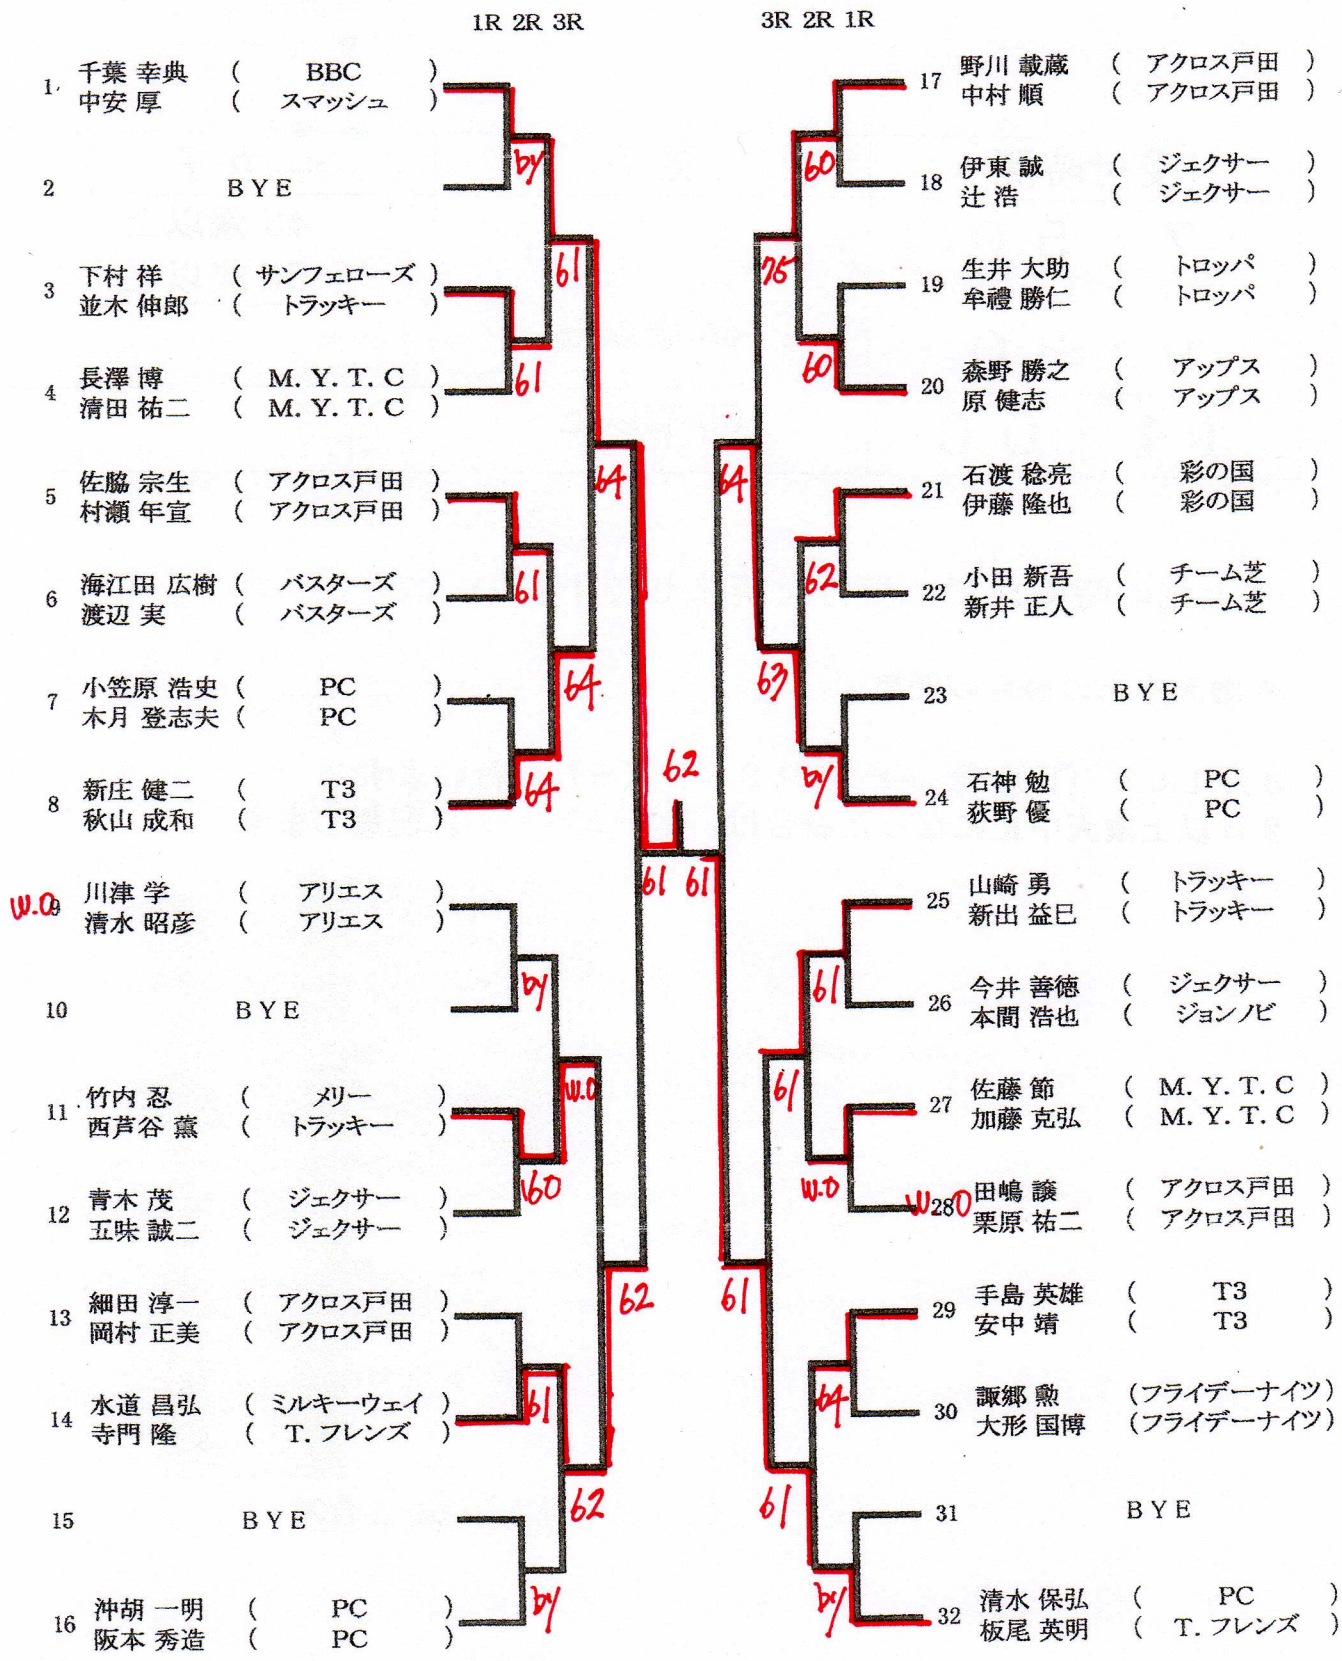 1R 2R 3R
3R 2R 1R
1 千葉 幸典 ( BBC )
中安 厚 ( スマッシュ )
by
2 BYE
61
3 下村 祥 ( サンフェローズ )
並木 伸郎 ( トラッキー )
61
4 長澤 博 ( M. Y. T. C )
清田 祐二 ( M. Y. T. C )
64
5 佐脇 宗生 ( アクロス戸田 )
村瀬 年宣 ( アクロス戸田 )
61
6 海江田 広樹 ( バスターズ )
渡辺 実 ( バスターズ )
64
7 小笠原 浩史 ( PC )
木月 登志夫 ( PC )
64
8 新庄 健二 ( T3 )
秋山 成和 ( T3 )
62
61 61
W.O
9 川津 学 ( アリエス )
清水 昭彦 ( アリエス )
by
10 BYE
W.O
11 竹内 忍 ( メリー )
西芦谷 薫 ( トラッキー )
60
12 青木 茂 ( ジェクサー )
五味 誠二 ( ジェクサー )
62
13 細田 淳一 ( アクロス戸田 )
岡村 正美 ( アクロス戸田 )
61
14 水道 昌弘 ( ミルキーウェイ )
寺門 隆 ( T. フレンズ )
62
15 BYE
by
16 沖胡 一明 ( PC )
阪本 秀造 ( PC )
17 野川 載蔵 ( アクロス戸田 )
中村 順 ( アクロス戸田 )
60
18 伊東 誠 ( ジェクサー )
辻 浩 ( ジェクサー )
75
19 生井 大助 ( トロッパ )
牟禮 勝仁 ( トロッパ )
60
20 森野 勝之 ( アップス )
原 健志 ( アップス )
64
21 石渡 稔亮 ( 彩の国 )
伊藤 隆也 ( 彩の国 )
62
22 小田 新吾 ( チーム芝 )
新井 正人 ( チーム芝 )
63
23 BYE
by
24 石神 勉 ( PC )
荻野 優 ( PC )
25 山崎 勇 ( トラッキー )
新出 益巳 ( トラッキー )
61
26 今井 善徳 ( ジェクサー )
本間 浩也 ( ジョンノビ )
61
27 佐藤 節 ( M. Y. T. C )
加藤 克弘 ( M. Y. T. C )
W.O
W.O
28 田嶋 譲 ( アクロス戸田 )
栗原 祐二 ( アクロス戸田 )
61
29 手島 英雄 ( T3 )
安中 靖 ( T3 )
64
30 諏郷 勲 (フライデーナイツ)
大形 国博 (フライデーナイツ)
61
31 BYE
by
32 清水 保弘 ( PC )
板尾 英明 ( T. フレンズ )